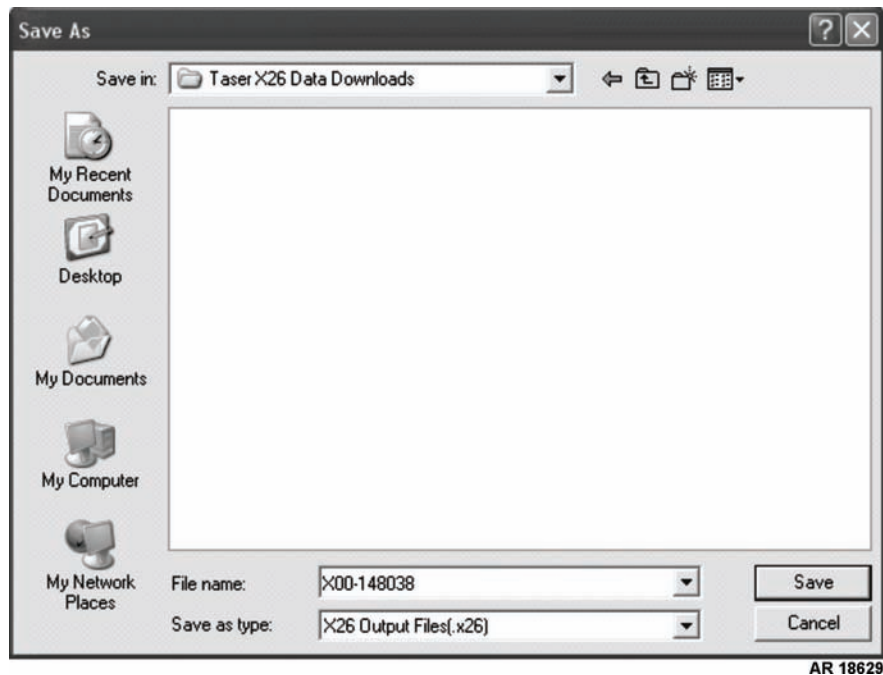 Save As
Save in:
Taser X26 Data Downloads
My Recent
Documents
Desktop
My Documents
My Computer
My Network
Places
File name:
X00-148038
Save
Save as type:
X26 Output Files(.x26)
Cancel
AR 18629